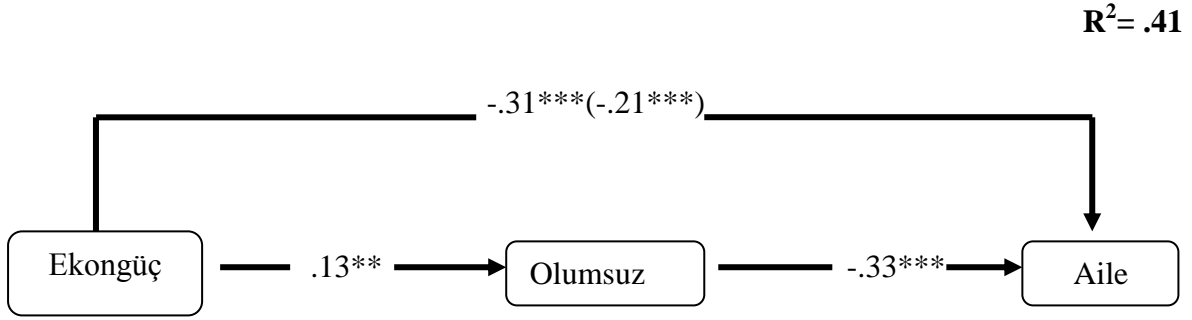 R²= .41
-.31***(-.21***)
Ekongüç
.13**
Olumsuz
-.33***
Aile